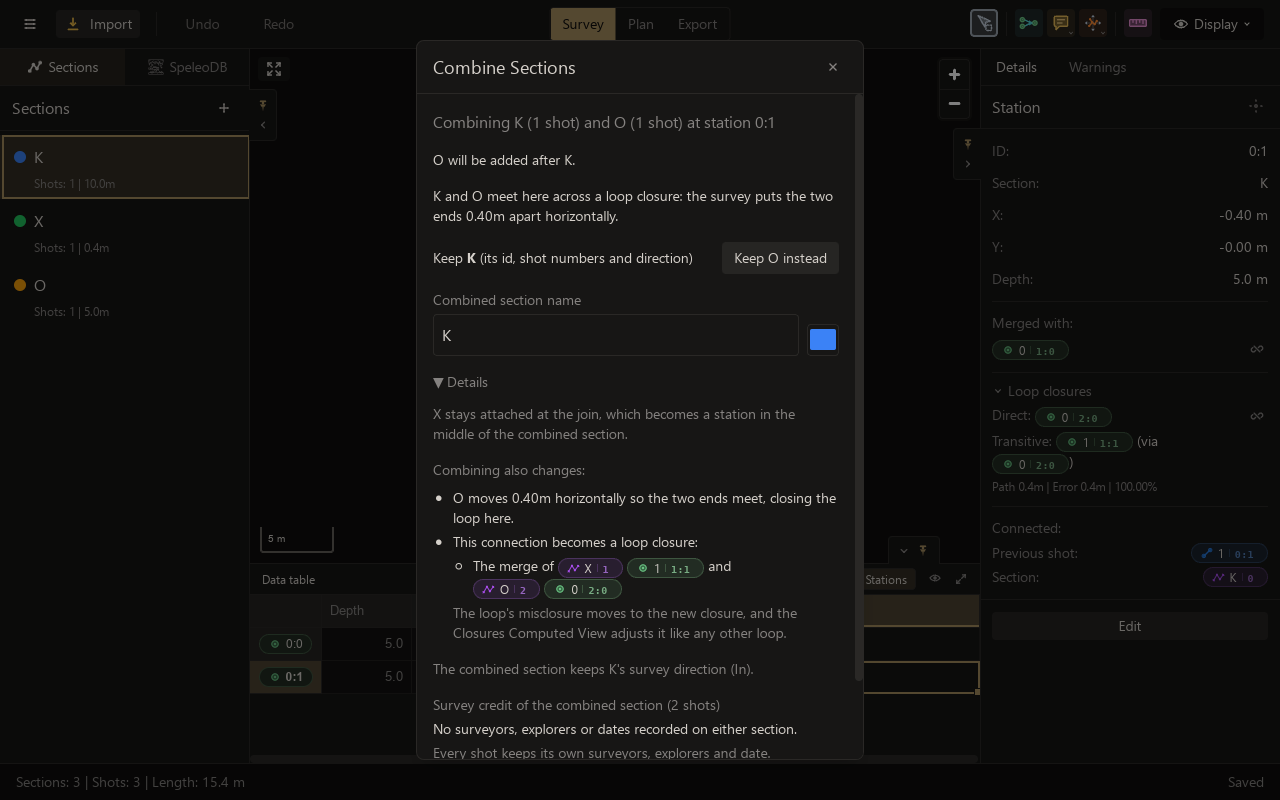 Import
Undo
Redo
Survey
Plan
Export
Display
Sections
SpeleoDB
Sections
K
Shots: 1 | 10.0m
X
Shots: 1 | 0.4m
O
Shots: 1 | 5.0m
5 m
Data table
Stations
Depth
0:0
5.0
0:1
5.0
Combine Sections
Combining K (1 shot) and O (1 shot) at station 0:1
O will be added after K.
K and O meet here across a loop closure: the survey puts the two
ends 0.40m apart horizontally.
Keep K (its id, shot numbers and direction)
Keep O instead
Combined section name
K
▼ Details
X stays attached at the join, which becomes a station in the
middle of the combined section.
Combining also changes:
O moves 0.40m horizontally so the two ends meet, closing the
loop here.
This connection becomes a loop closure:
The merge of X 1 1 1:1 and
O 2 0 2:0
The loop's misclosure moves to the new closure, and the
Closures Computed View adjusts it like any other loop.
The combined section keeps K's survey direction (In).
Survey credit of the combined section (2 shots)
No surveyors, explorers or dates recorded on either section.
Every shot keeps its own surveyors, explorers and date.
Details
Warnings
Station
ID: 0:1
Section: K
X: -0.40 m
Y: -0.00 m
Depth: 5.0 m
Merged with:
0 1:0
Loop closures
Direct: 0 2:0
Transitive: 1 1:1 (via
0 2:0)
Path 0.4m | Error 0.4m | 100.00%
Connected:
Previous shot: 1 0:1
Section: K 0
Edit
Sections: 3 | Shots: 3 | Length: 15.4 m
Saved